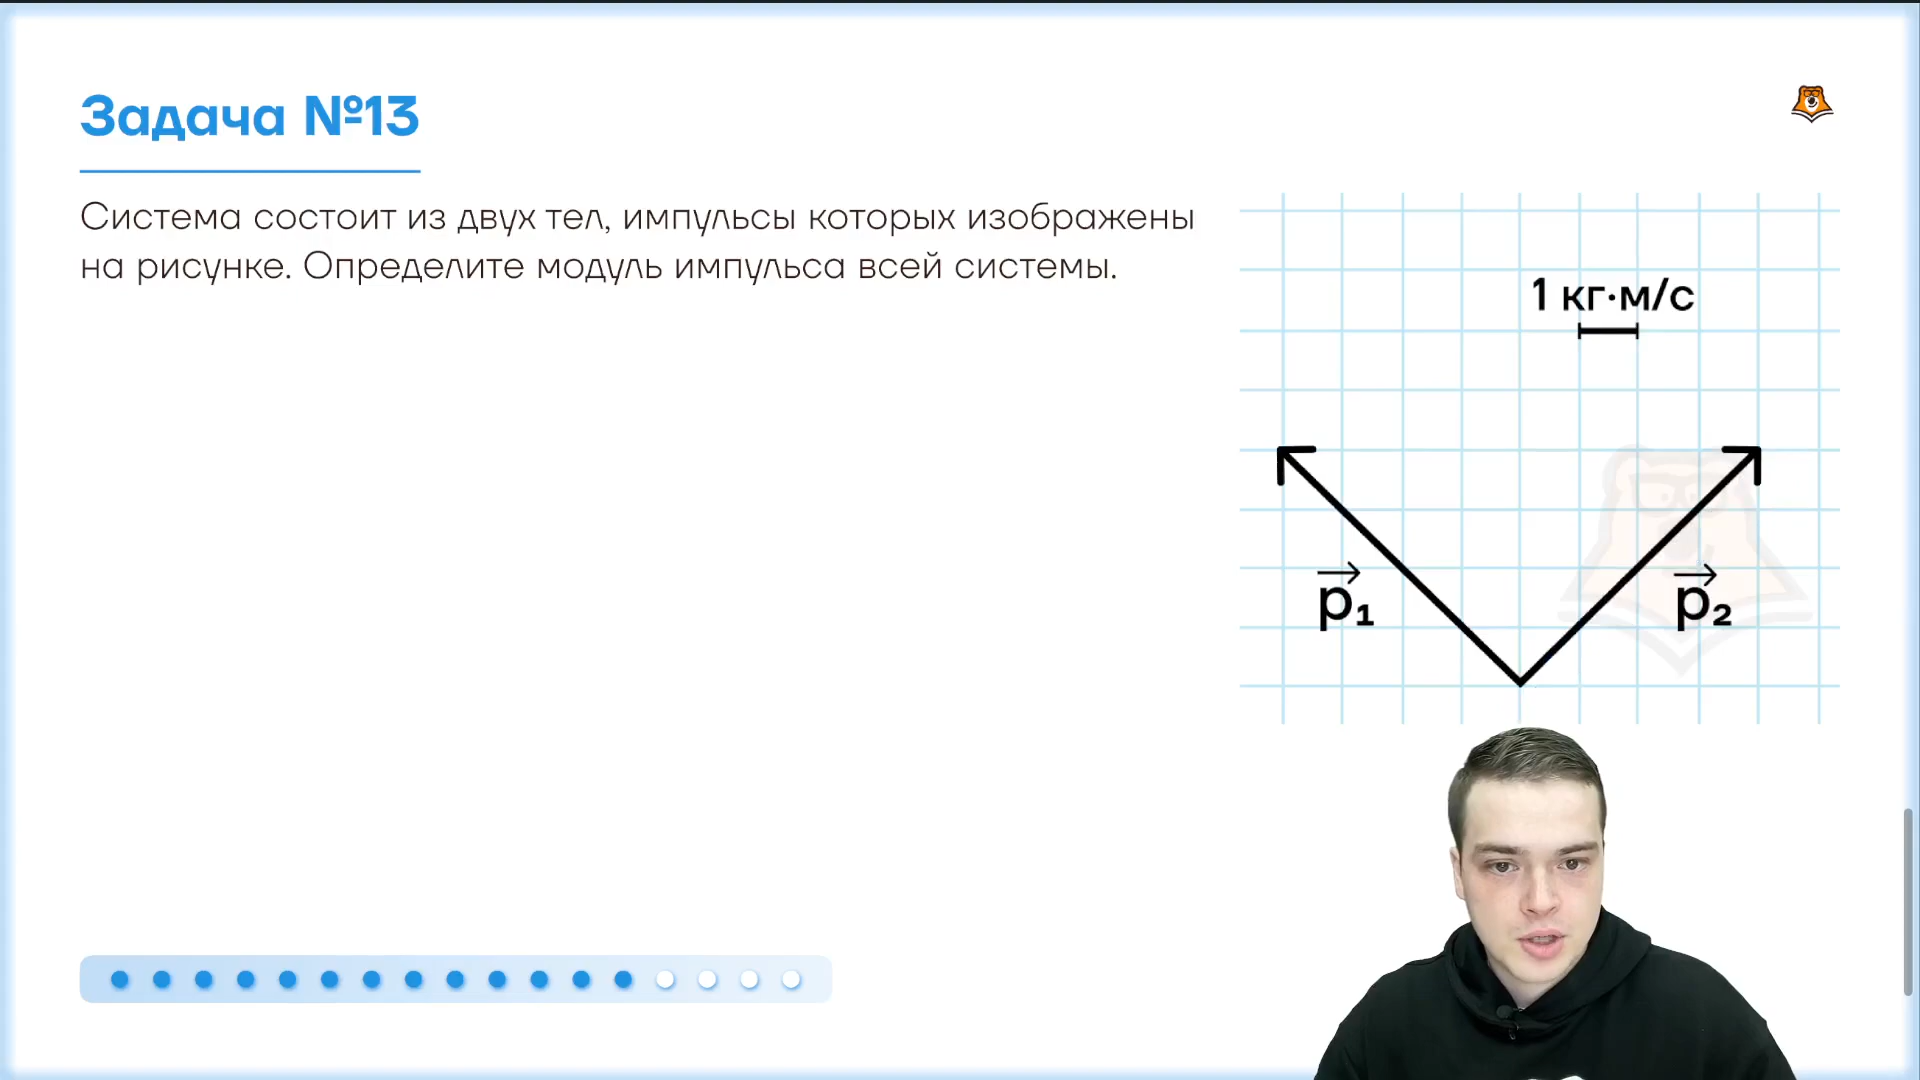 Задача №13
Система состоит из двух тел, импульсы которых изображены
на рисунке. Определите модуль импульса всей системы.
1 кг·м/с
p₁
p₂